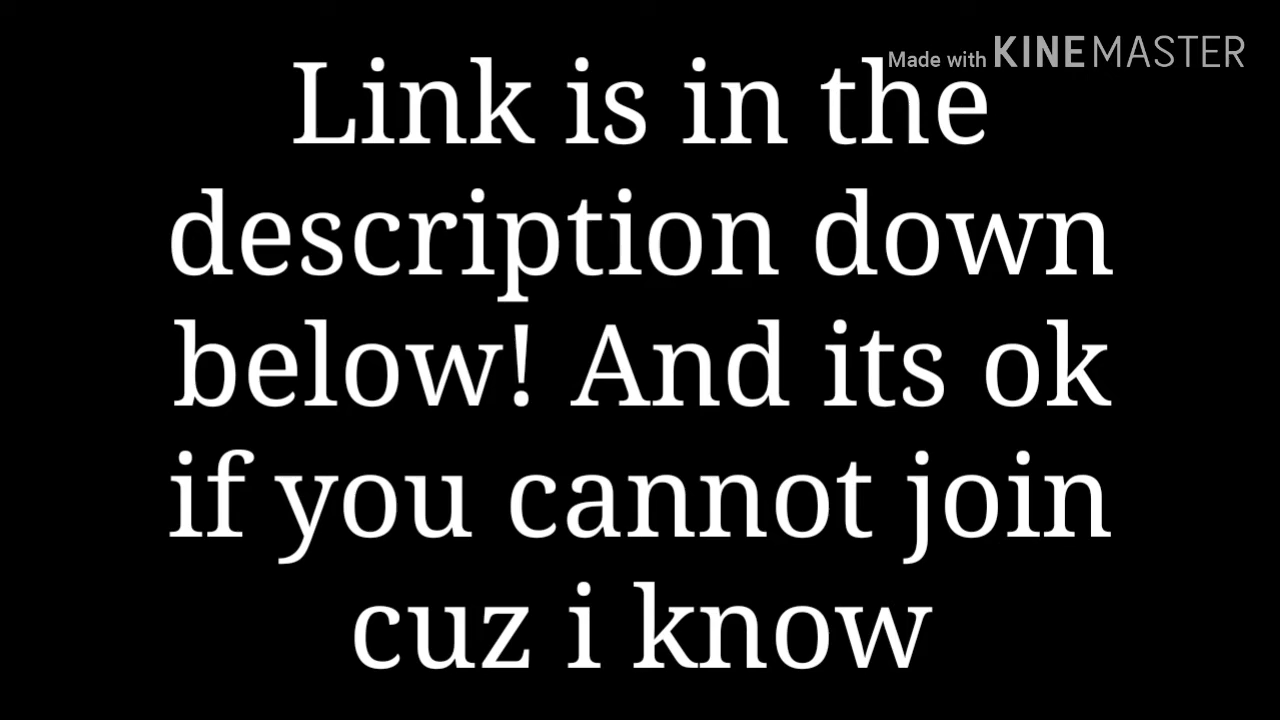 Made with KINEMASTER
Link is in the
description down
below! And its ok
if you cannot join
cuz i know